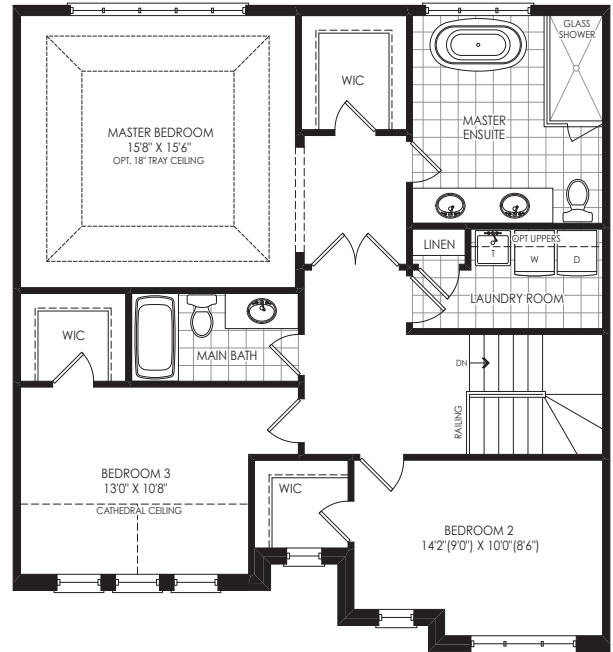 GLASS
SHOWER
WIC
MASTER
ENSUITE
MASTER BEDROOM
15'8" X 15'6"
OPT. 18" TRAY CEILING
LINEN
OPT UPPERS
T
W
D
LAUNDRY ROOM
WIC
MAIN BATH
DN
RAILING
BEDROOM 3
13'0" X 10'8"
CATHEDRAL CEILING
WIC
BEDROOM 2
14'2"(9'0") X 10'0"(8'6")